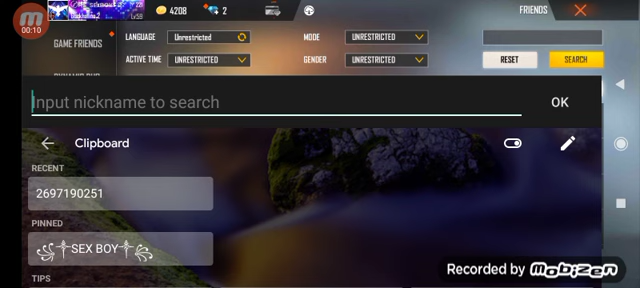 00:10
4208
2
FRIENDS
GAME FRIENDS
LANGUAGE Unrestricted MODE UNRESTRICTED
ACTIVE TIME UNRESTRICTED GENDER UNRESTRICTED RESET SEARCH
Input nickname to search OK
Clipboard
RECENT
2697190251
PINNED
꧁༒SEX BOY༒꧂
TIPS
Recorded by mobizen